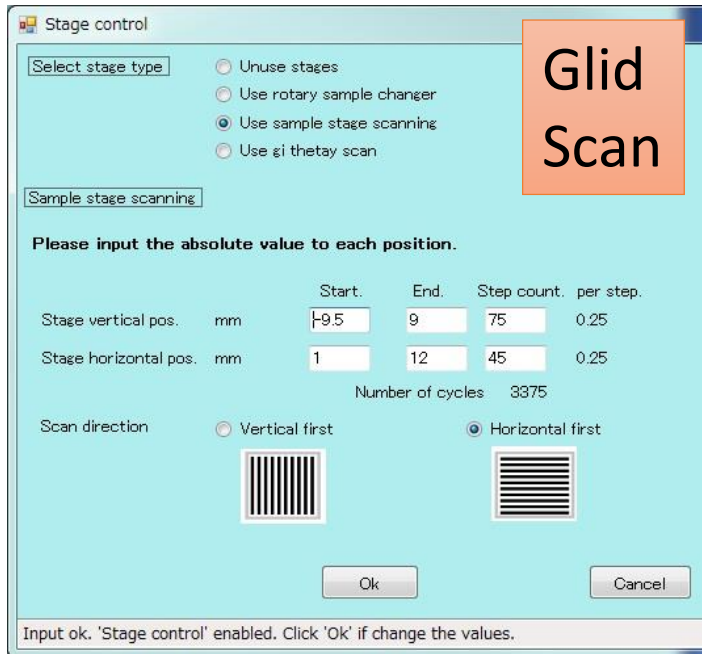 Stage control
Glid
Scan
Select stage type
Unuse stages
Use rotary sample changer
Use sample stage scanning
Use gi thetay scan
Sample stage scanning
Please input the absolute value to each position.
Start. End. Step count. per step.
Stage vertical pos. mm -9.5 9 75 0.25
Stage horizontal pos. mm 1 12 45 0.25
Number of cycles 3375
Scan direction Vertical first Horizontal first
Ok Cancel
Input ok. 'Stage control' enabled. Click 'Ok' if change the values.